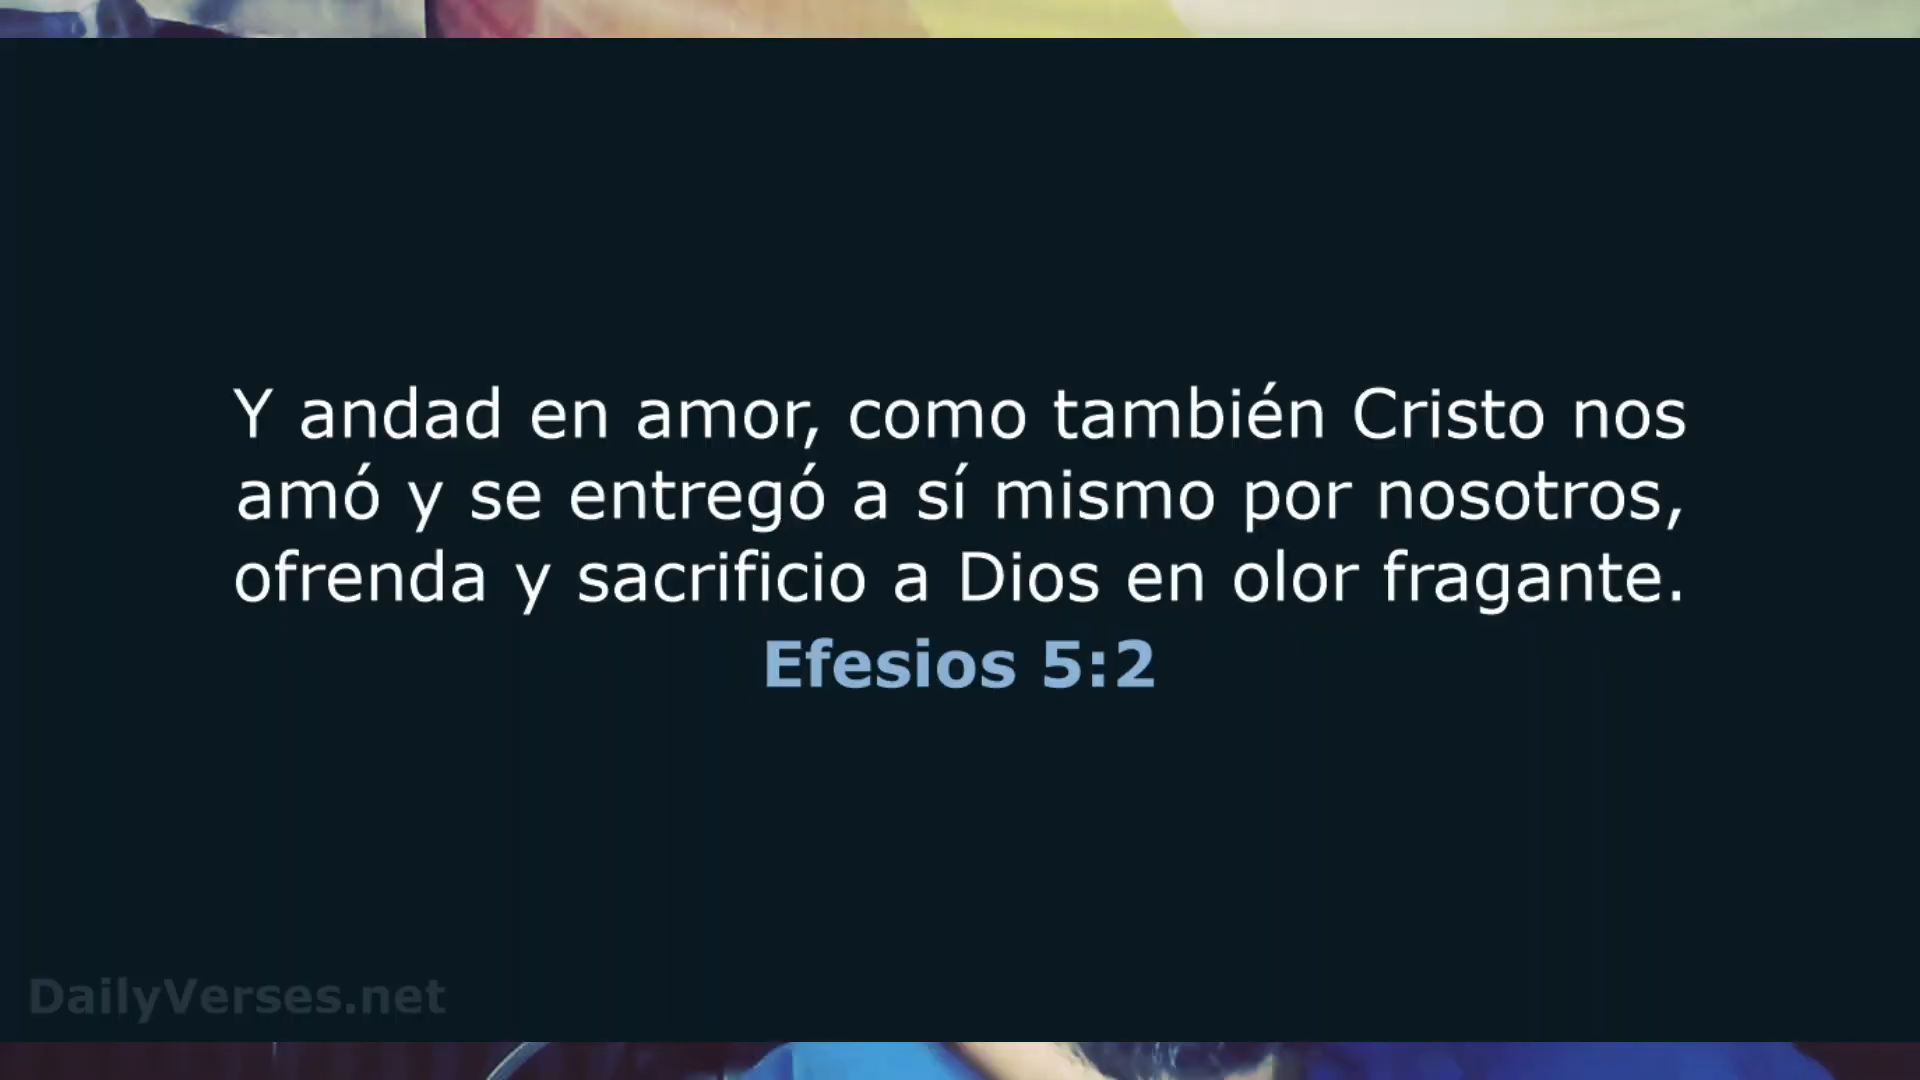 Y andad en amor, como también Cristo nos
amó y se entregó a sí mismo por nosotros,
ofrenda y sacrificio a Dios en olor fragante.
Efesios 5:2
DailyVerses.net